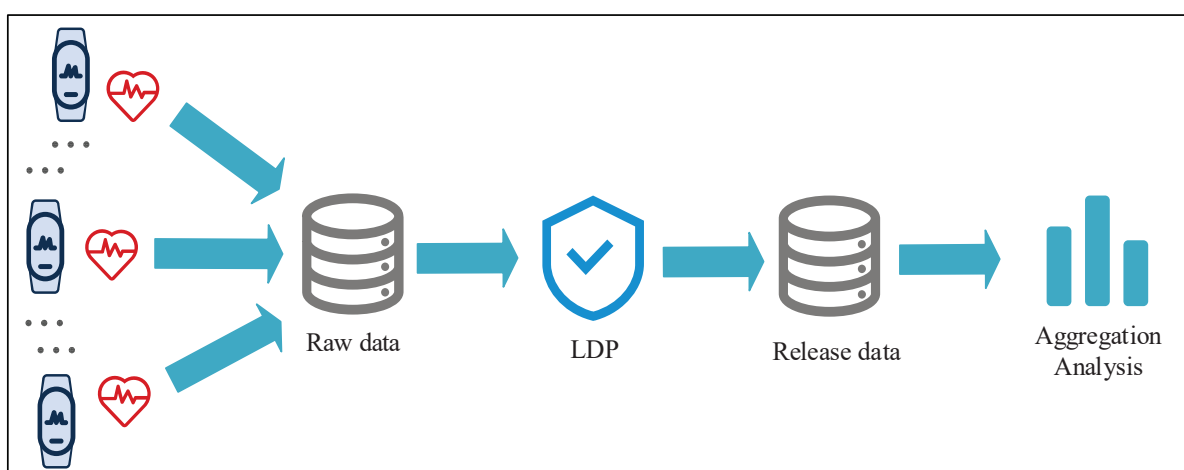 Raw data
LDP
Release data
Aggregation
Analysis